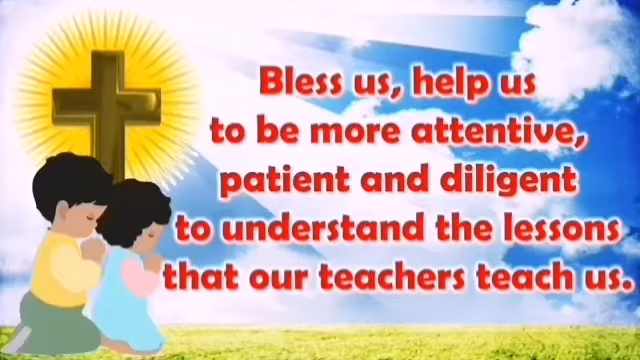 Bless us, help us
to be more attentive,
patient and diligent
to understand the lessons
that our teachers teach us.